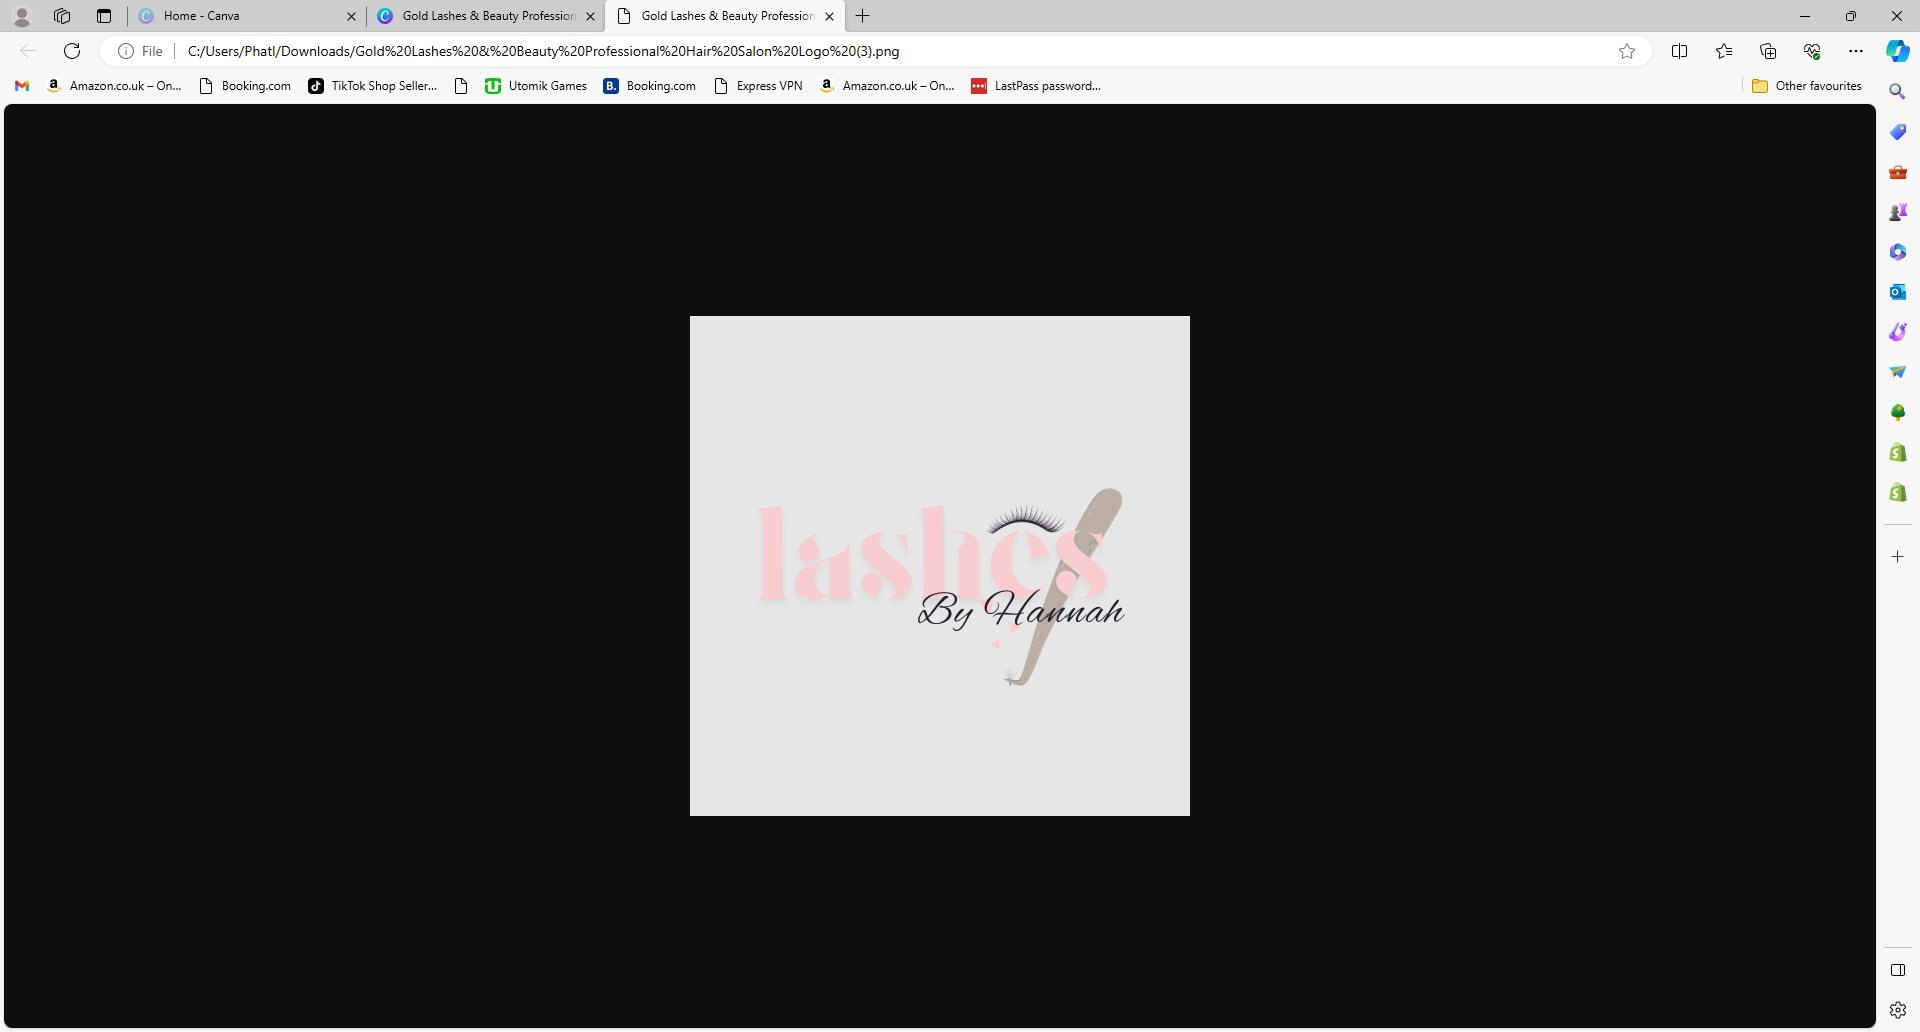 Home - Canva
Gold Lashes & Beauty Profession
Gold Lashes & Beauty Profession
File
C:/Users/Phatl/Downloads/Gold%20Lashes%20&%20Beauty%20Professional%20Hair%20Salon%20Logo%20(3).png
Amazon.co.uk – On...
Booking.com
TikTok Shop Seller...
Utomik Games
Booking.com
Express VPN
Amazon.co.uk – On...
LastPass password...
Other favourites
lashes
By Hannah